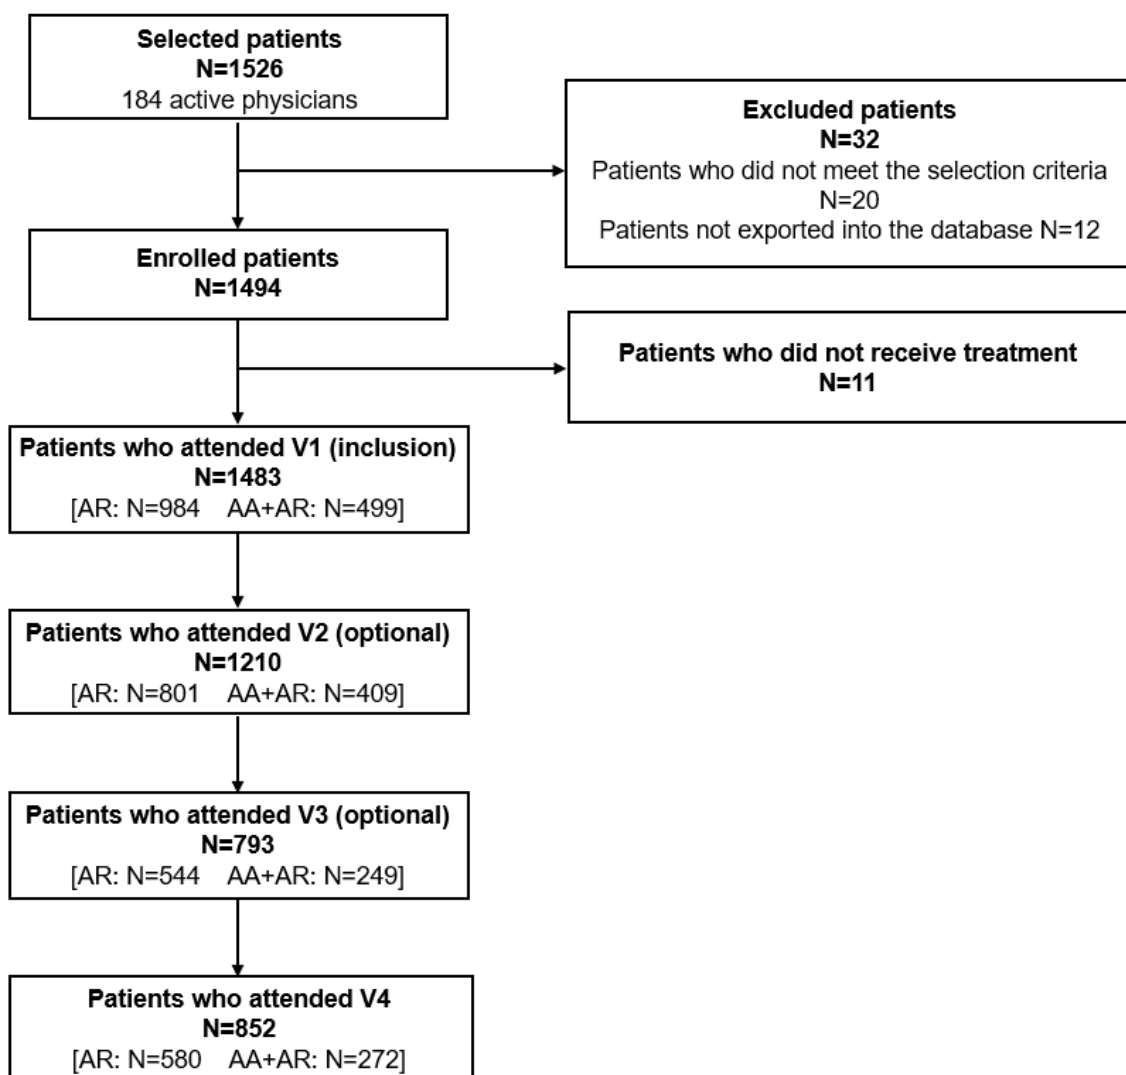 Selected patients
N=1526
184 active physicians
Excluded patients
N=32
Patients who did not meet the selection criteria
N=20
Patients not exported into the database N=12
Enrolled patients
N=1494
Patients who did not receive treatment
N=11
Patients who attended V1 (inclusion)
N=1483
[AR: N=984 AA+AR: N=499]
Patients who attended V2 (optional)
N=1210
[AR: N=801 AA+AR: N=409]
Patients who attended V3 (optional)
N=793
[AR: N=544 AA+AR: N=249]
Patients who attended V4
N=852
[AR: N=580 AA+AR: N=272]